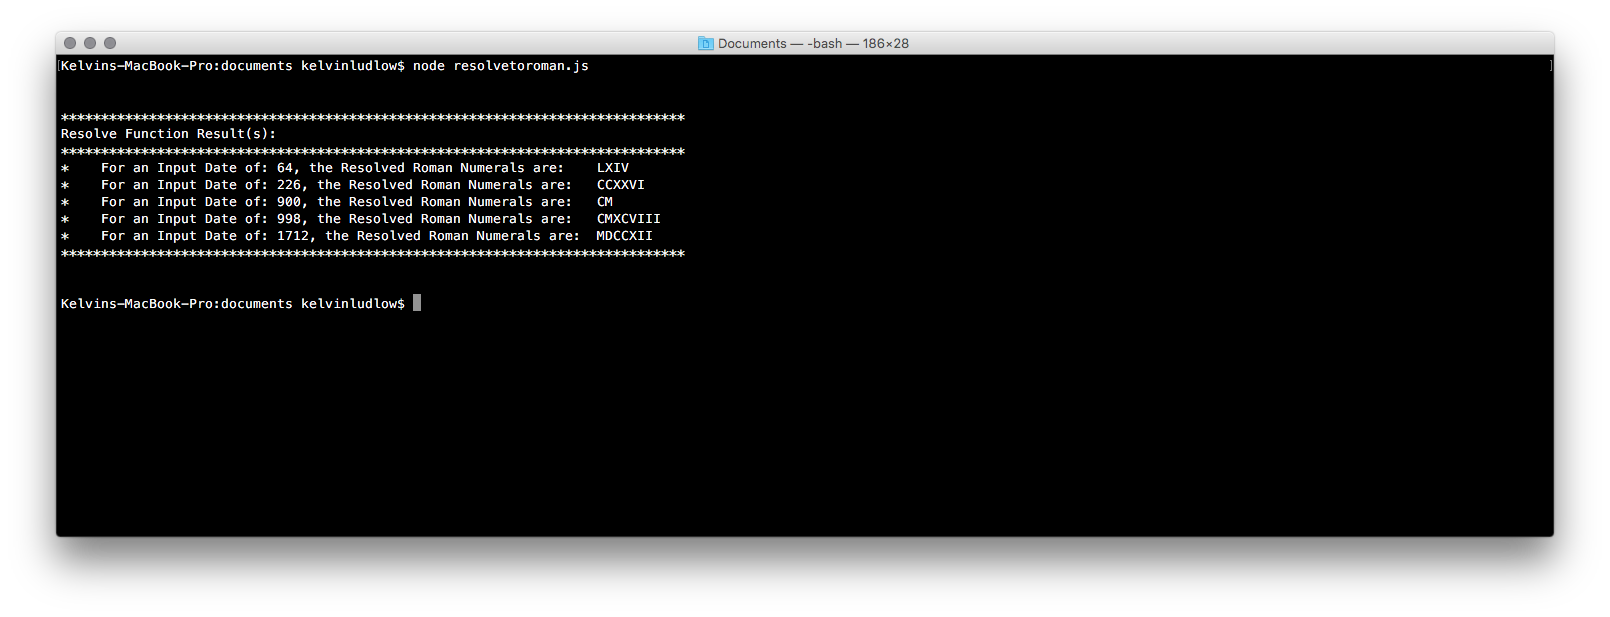 Documents — -bash — 186×28
[Kelvins-MacBook-Pro:documents kelvinludlow$ node resolvetoroman.js ]
******************************************************************************
Resolve Function Result(s):
******************************************************************************
*    For an Input Date of: 64, the Resolved Roman Numerals are:    LXIV
*    For an Input Date of: 226, the Resolved Roman Numerals are:   CCXXVI
*    For an Input Date of: 900, the Resolved Roman Numerals are:   CM
*    For an Input Date of: 998, the Resolved Roman Numerals are:   CMXCVIII
*    For an Input Date of: 1712, the Resolved Roman Numerals are:  MDCCXII
******************************************************************************
Kelvins-MacBook-Pro:documents kelvinludlow$